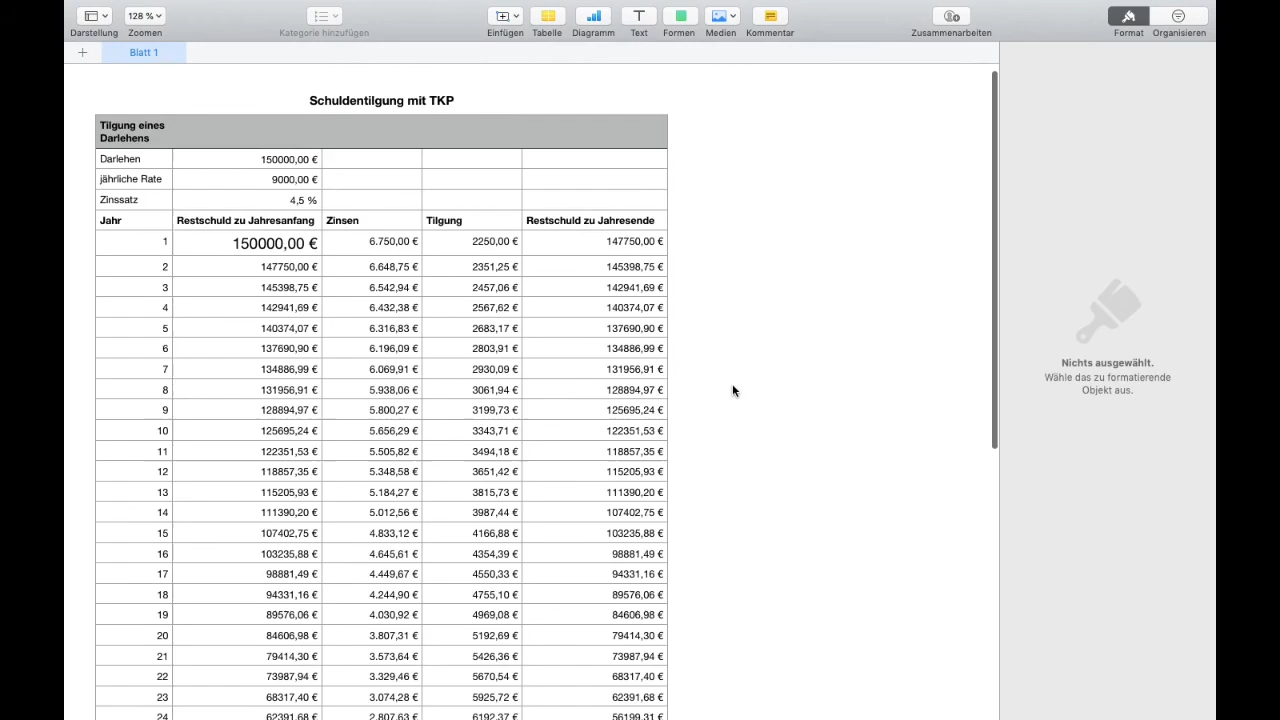 128 %
Darstellung Zoomen Kategorie hinzufügen Einfügen Tabelle Diagramm Text Formen Medien Kommentar Zusammenarbeiten Format Organisieren
Blatt 1
Schuldentilgung mit TKP
Tilgung eines
Darlehens
Darlehen 150000,00 €
jährliche Rate 9000,00 €
Zinssatz 4,5 %
Jahr Restschuld zu Jahresanfang Zinsen Tilgung Restschuld zu Jahresende
1 150000,00 € 6.750,00 € 2250,00 € 147750,00 €
2 147750,00 € 6.648,75 € 2351,25 € 145398,75 €
3 145398,75 € 6.542,94 € 2457,06 € 142941,69 €
4 142941,69 € 6.432,38 € 2567,62 € 140374,07 €
5 140374,07 € 6.316,83 € 2683,17 € 137690,90 €
6 137690,90 € 6.196,09 € 2803,91 € 134886,99 €
7 134886,99 € 6.069,91 € 2930,09 € 131956,91 €
8 131956,91 € 5.938,06 € 3061,94 € 128894,97 €
9 128894,97 € 5.800,27 € 3199,73 € 125695,24 €
10 125695,24 € 5.656,29 € 3343,71 € 122351,53 €
11 122351,53 € 5.505,82 € 3494,18 € 118857,35 €
12 118857,35 € 5.348,58 € 3651,42 € 115205,93 €
13 115205,93 € 5.184,27 € 3815,73 € 111390,20 €
14 111390,20 € 5.012,56 € 3987,44 € 107402,75 €
15 107402,75 € 4.833,12 € 4166,88 € 103235,88 €
16 103235,88 € 4.645,61 € 4354,39 € 98881,49 €
17 98881,49 € 4.449,67 € 4550,33 € 94331,16 €
18 94331,16 € 4.244,90 € 4755,10 € 89576,06 €
19 89576,06 € 4.030,92 € 4969,08 € 84606,98 €
20 84606,98 € 3.807,31 € 5192,69 € 79414,30 €
21 79414,30 € 3.573,64 € 5426,36 € 73987,94 €
22 73987,94 € 3.329,46 € 5670,54 € 68317,40 €
23 68317,40 € 3.074,28 € 5925,72 € 62391,68 €
24 62391,68 € 2.807,63 € 6192,37 € 56199,31 €
Nichts ausgewählt.
Wähle das zu formatierende
Objekt aus.